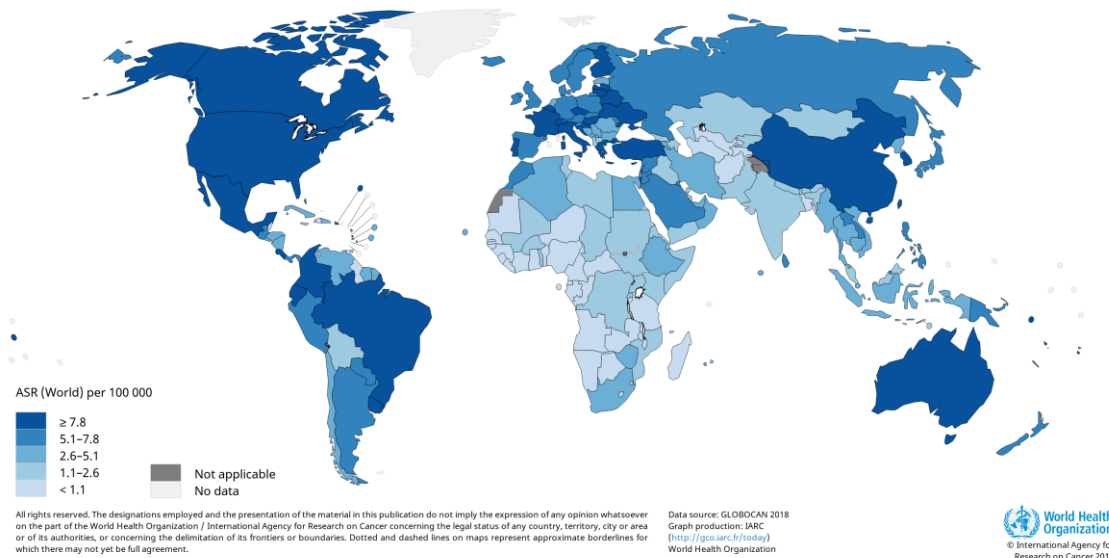 ASR (World) per 100 000
≥ 7.8
5.1–7.8
2.6–5.1
1.1–2.6
< 1.1
Not applicable
No data
All rights reserved. The designations employed and the presentation of the material in this publication do not imply the expression of any opinion whatsoever
on the part of the World Health Organization / International Agency for Research on Cancer concerning the legal status of any country, territory, city or area
or of its authorities, or concerning the delimitation of its frontiers or boundaries. Dotted and dashed lines on maps represent approximate borderlines for
which there may not yet be full agreement.
Data source: GLOBOCAN 2018
Graph production: IARC
(http://gco.iarc.fr/today)
World Health Organization
World Health
Organization
© International Agency for
Research on Cancer 201